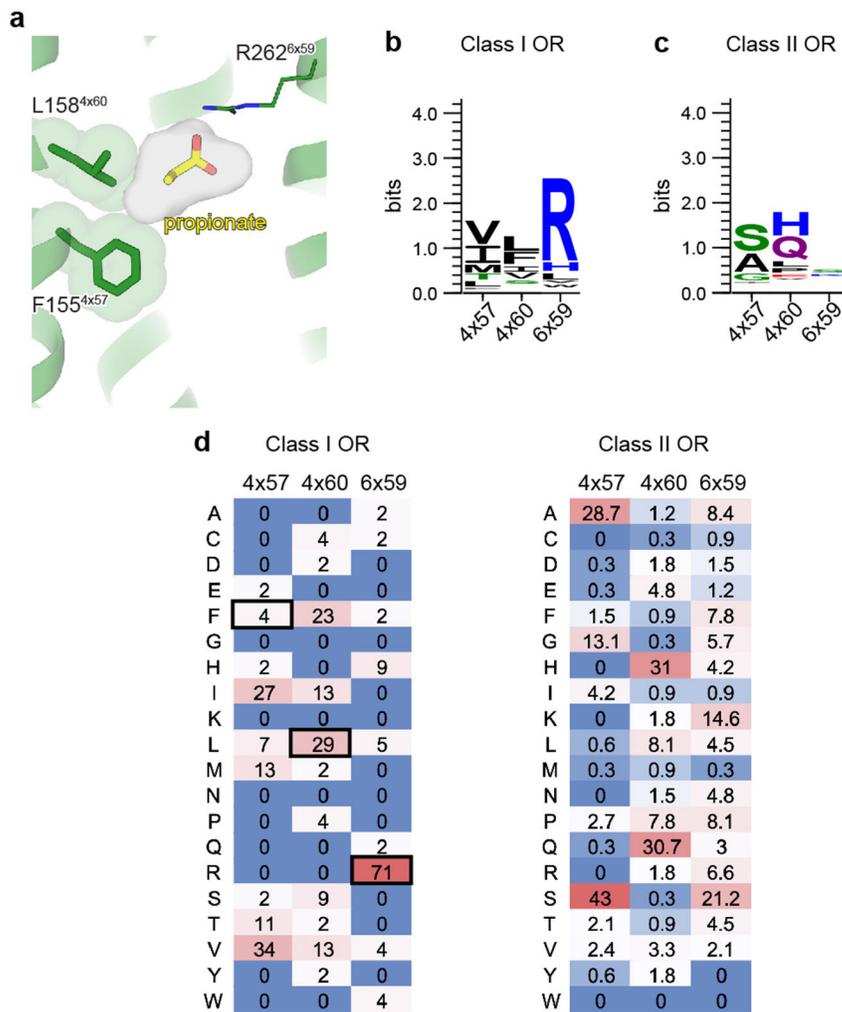 a
R262⁶ˣ⁵⁹
L158⁴ˣ⁶⁰
propionate
F155⁴ˣ⁵⁷
b Class I OR
bits
4.0
3.0
2.0
1.0
0.0
V I M T L
L F I V S
R H L V W
4x57 4x60 6x59
c Class II OR
bits
4.0
3.0
2.0
1.0
0.0
S A G
H Q L P E
4x57 4x60 6x59
d Class I OR
4x57 4x60 6x59
A 0 0 2
C 0 4 2
D 0 2 0
E 2 0 0
F 4 23 2
G 0 0 0
H 2 0 9
I 27 13 0
K 0 0 0
L 7 29 5
M 13 2 0
N 0 0 0
P 0 4 0
Q 0 0 2
R 0 0 71
S 2 9 0
T 11 2 0
V 34 13 4
Y 0 2 0
W 0 0 4
Class II OR
4x57 4x60 6x59
A 28.7 1.2 8.4
C 0 0.3 0.9
D 0.3 1.8 1.5
E 0.3 4.8 1.2
F 1.5 0.9 7.8
G 13.1 0.3 5.7
H 0 31 4.2
I 4.2 0.9 0.9
K 0 1.8 14.6
L 0.6 8.1 4.5
M 0.3 0.9 0.3
N 0 1.5 4.8
P 2.7 7.8 8.1
Q 0.3 30.7 3
R 0 1.8 6.6
S 43 0.3 21.2
T 2.1 0.9 4.5
V 2.4 3.3 2.1
Y 0.6 1.8 0
W 0 0 0